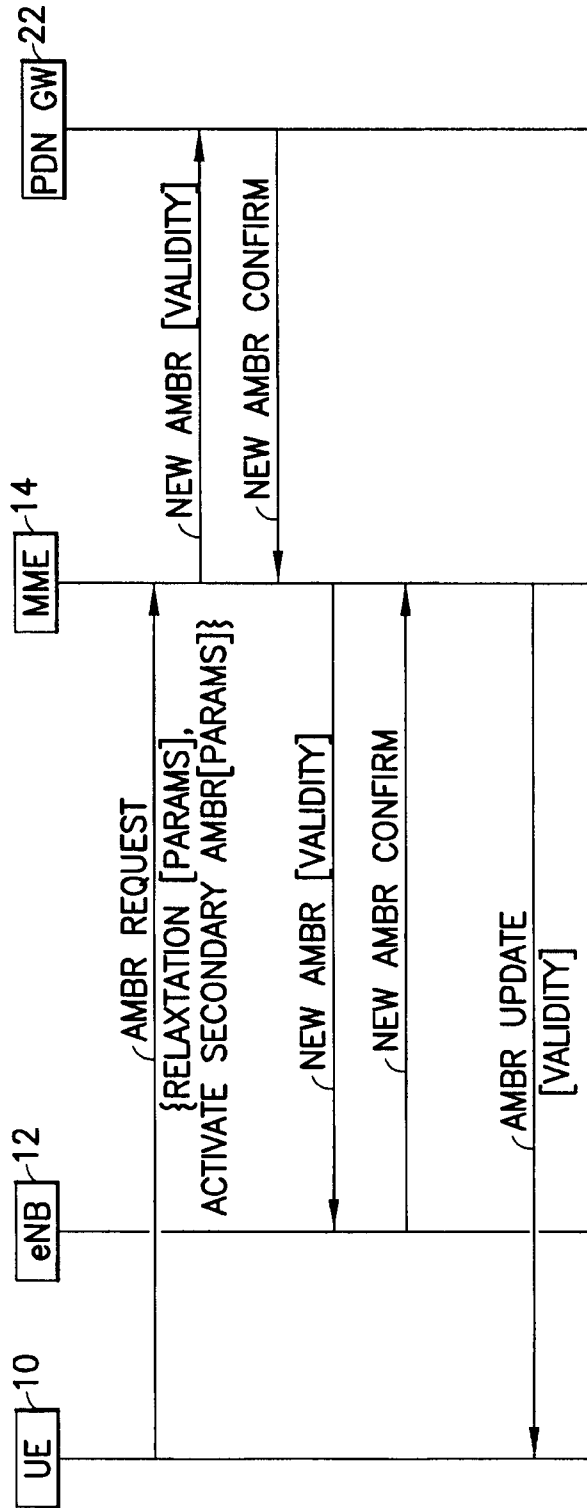 UE 10
eNB 12
MME 14
PDN GW 22
AMBR REQUEST
{RELAXTATION [PARAMS],
ACTIVATE SECONDARY AMBR[PARAMS]}
NEW AMBR [VALIDITY]
NEW AMBR CONFIRM
NEW AMBR [VALIDITY]
NEW AMBR CONFIRM
AMBR UPDATE
[VALIDITY]